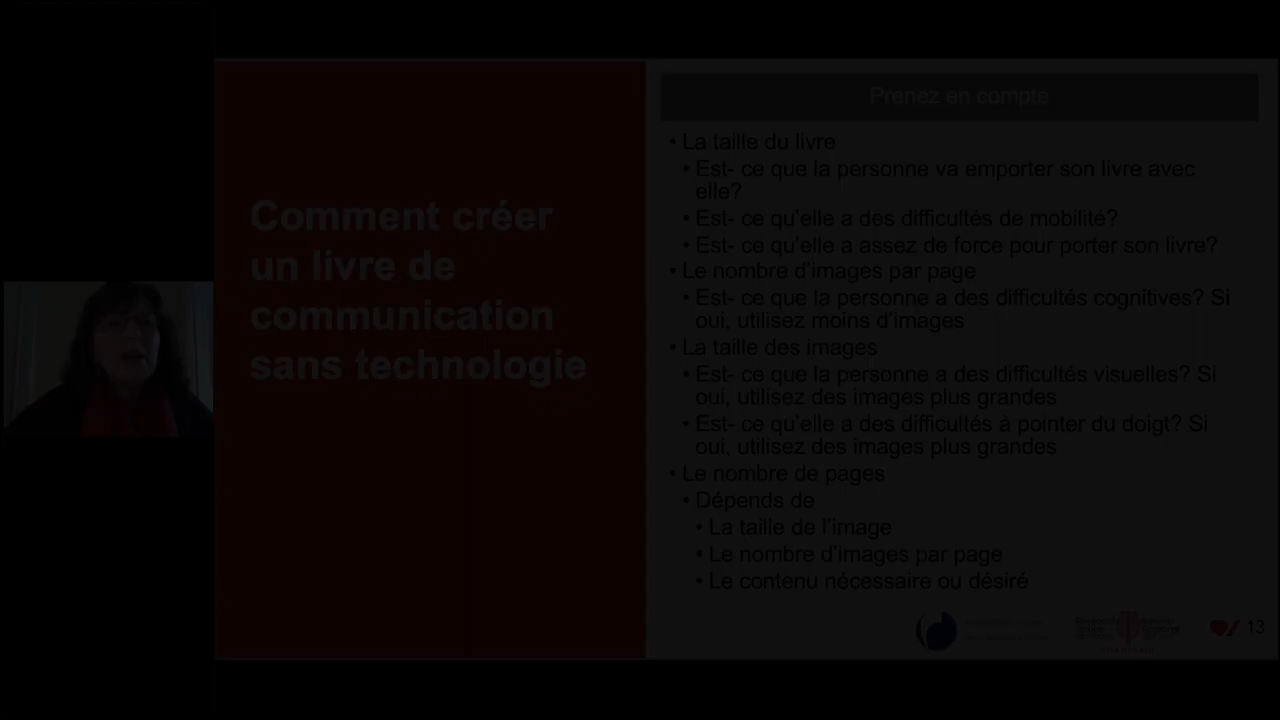 Comment créer
un livre de
communication
sans technologie
Prenez en compte
• La taille du livre
• Est- ce que la personne va emporter son livre avec
elle?
• Est- ce qu'elle a des difficultés de mobilité?
• Est- ce qu'elle a assez de force pour porter son livre?
• Le nombre d'images par page
• Est- ce que la personne a des difficultés cognitives? Si
oui, utilisez moins d'images
• La taille des images
• Est- ce que la personne a des difficultés visuelles? Si
oui, utilisez des images plus grandes
• Est- ce qu'elle a des difficultés à pointer du doigt? Si
oui, utilisez des images plus grandes
• Le nombre de pages
• Dépends de
• La taille de l'image
• Le nombre d'images par page
• Le contenu nécessaire ou désiré
13